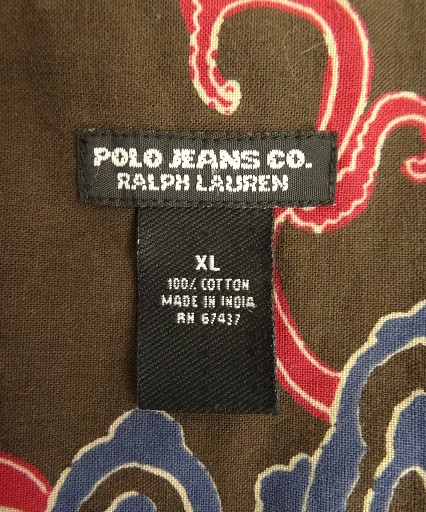 POLO JEANS CO.
RALPH LAUREN
XL
100% COTTON
MADE IN INDIA
RN 67437